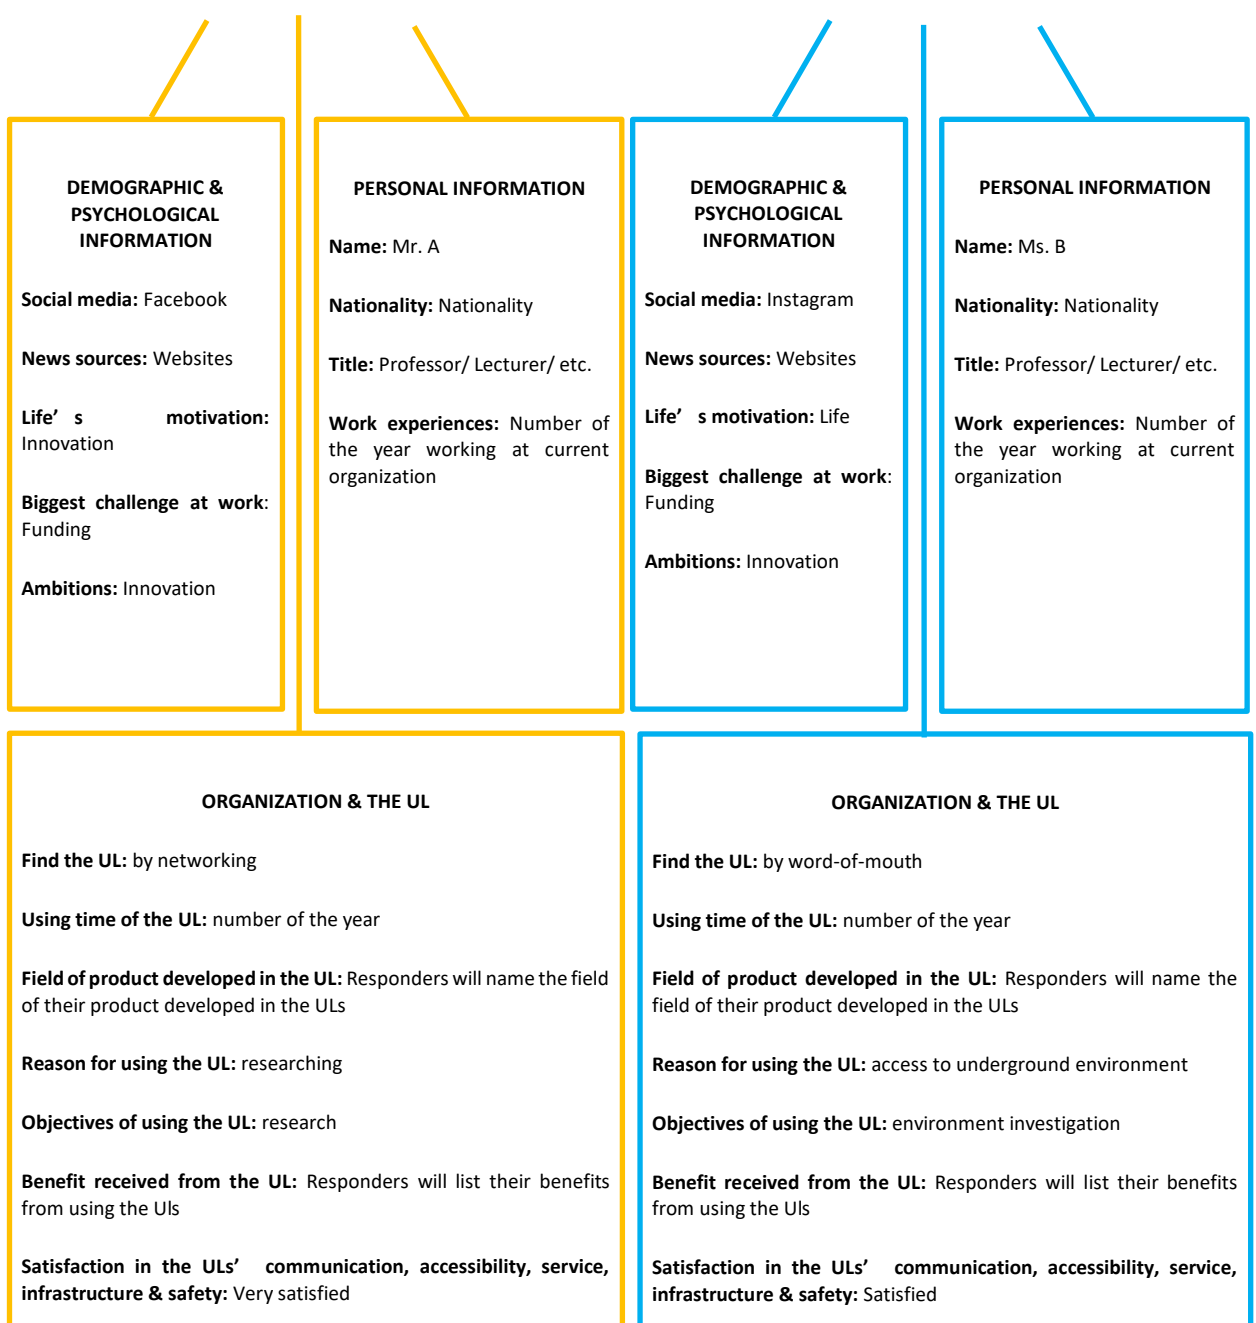 DEMOGRAPHIC &
PSYCHOLOGICAL
INFORMATION
Social media: Facebook
News sources: Websites
Life’ s motivation:
Innovation
Biggest challenge at work:
Funding
Ambitions: Innovation
PERSONAL INFORMATION
Name: Mr. A
Nationality: Nationality
Title: Professor/ Lecturer/ etc.
Work experiences: Number of
the year working at current
organization
DEMOGRAPHIC &
PSYCHOLOGICAL
INFORMATION
Social media: Instagram
News sources: Websites
Life’ s motivation: Life
Biggest challenge at work:
Funding
Ambitions: Innovation
PERSONAL INFORMATION
Name: Ms. B
Nationality: Nationality
Title: Professor/ Lecturer/ etc.
Work experiences: Number of
the year working at current
organization
ORGANIZATION & THE UL
Find the UL: by networking
Using time of the UL: number of the year
Field of product developed in the UL: Responders will name the field
of their product developed in the ULs
Reason for using the UL: researching
Objectives of using the UL: research
Benefit received from the UL: Responders will list their benefits
from using the Uls
Satisfaction in the ULs’ communication, accessibility, service,
infrastructure & safety: Very satisfied
ORGANIZATION & THE UL
Find the UL: by word-of-mouth
Using time of the UL: number of the year
Field of product developed in the UL: Responders will name the
field of their product developed in the ULs
Reason for using the UL: access to underground environment
Objectives of using the UL: environment investigation
Benefit received from the UL: Responders will list their benefits
from using the Uls
Satisfaction in the ULs’ communication, accessibility, service,
infrastructure & safety: Satisfied